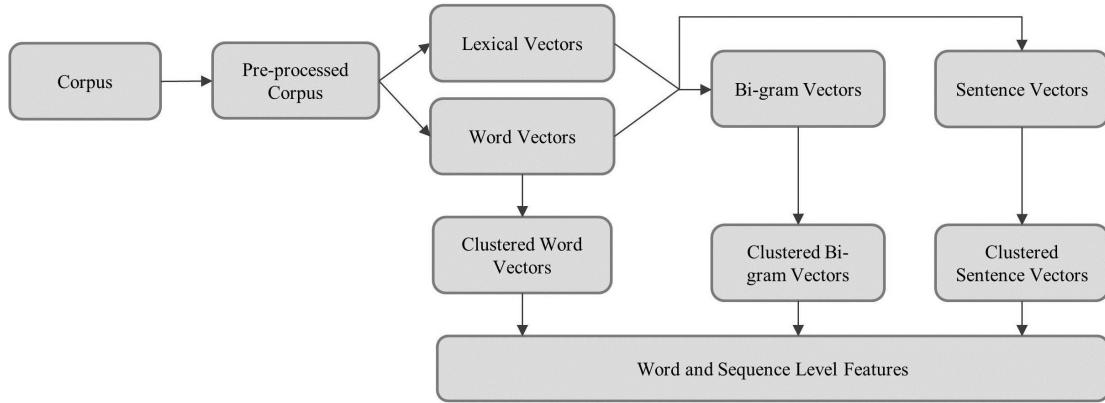 Corpus
Pre-processed
Corpus
Lexical Vectors
Word Vectors
Bi-gram Vectors
Sentence Vectors
Clustered Word
Vectors
Clustered Bi-
gram Vectors
Clustered
Sentence Vectors
Word and Sequence Level Features